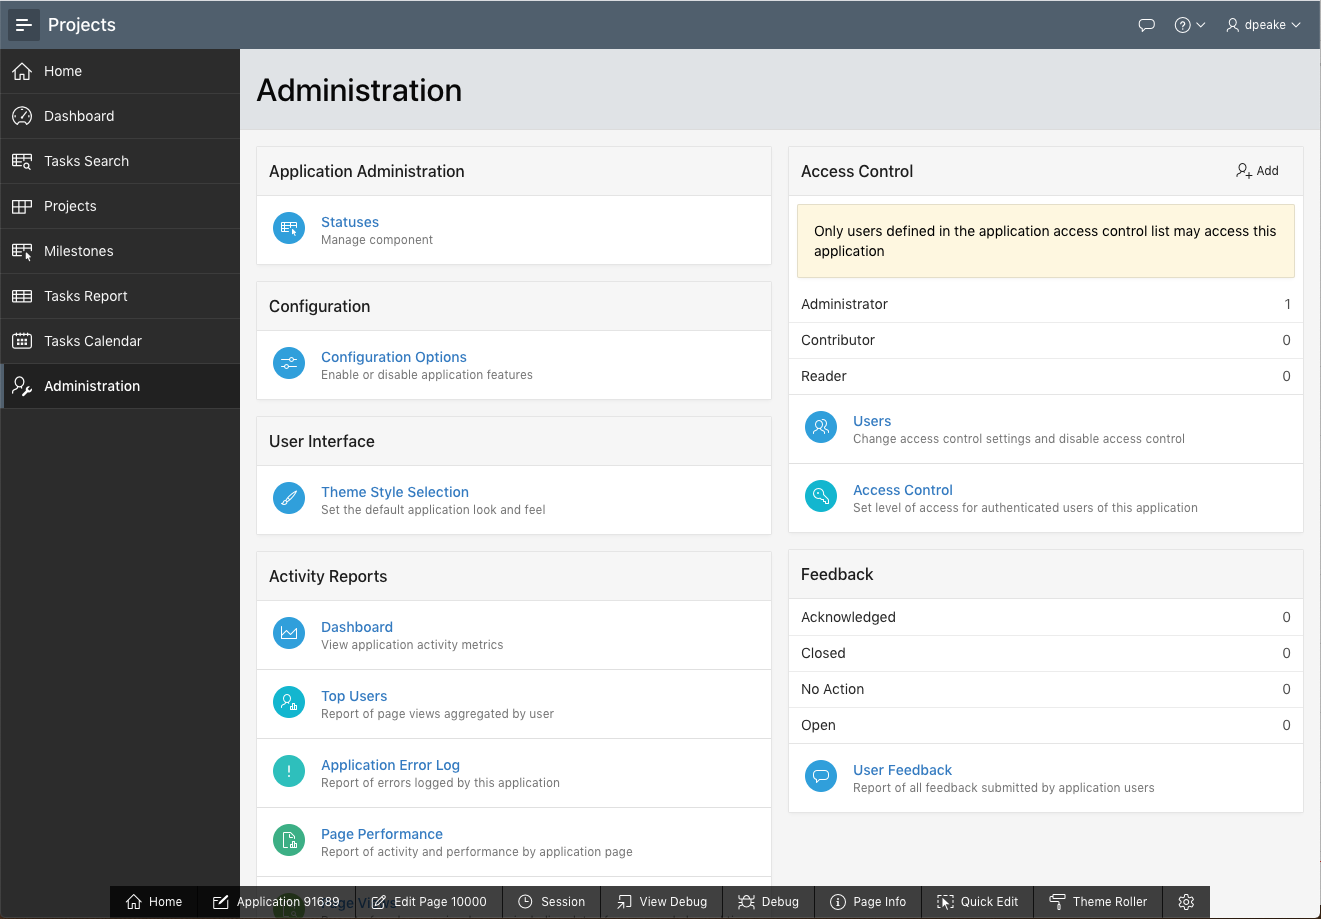 Projects
dpeake
Home
Dashboard
Tasks Search
Projects
Milestones
Tasks Report
Tasks Calendar
Administration
Administration
Application Administration
Statuses
Manage component
Configuration
Configuration Options
Enable or disable application features
User Interface
Theme Style Selection
Set the default application look and feel
Activity Reports
Dashboard
View application activity metrics
Top Users
Report of page views aggregated by user
Application Error Log
Report of errors logged by this application
Page Performance
Report of activity and performance by application page
Access Control
Add
Only users defined in the application access control list may access this
application
Administrator 1
Contributor 0
Reader 0
Users
Change access control settings and disable access control
Access Control
Set level of access for authenticated users of this application
Feedback
Acknowledged 0
Closed 0
No Action 0
Open 0
User Feedback
Report of all feedback submitted by application users
Home Application 91689 Edit Page 10000 Session View Debug Debug Page Info Quick Edit Theme Roller